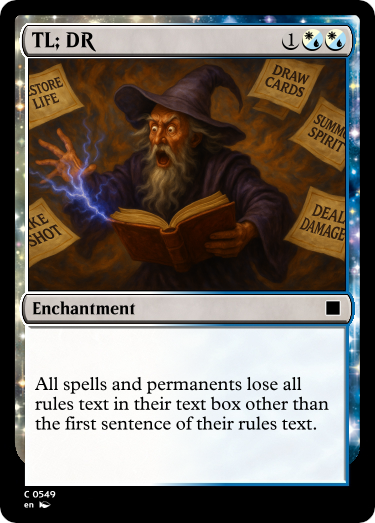 TL; DR
1
STORE
LIFE
DRAW
CARDS
SUMMO
SPIRIT
KE
SHOT
DEAL
DAMAGE
Enchantment
All spells and permanents lose all
rules text in their text box other than
the first sentence of their rules text.
C 0549
en